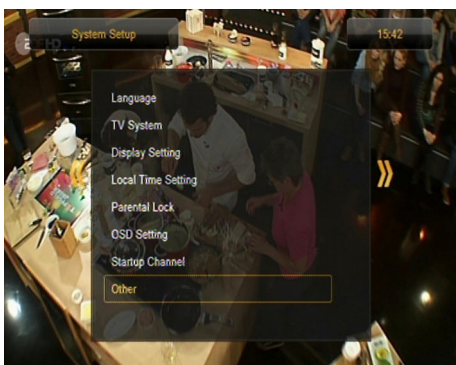 System Setup
15:42
Language
TV System
Display Setting
Local Time Setting
Parental Lock
OSD Setting
Startup Channel
Other